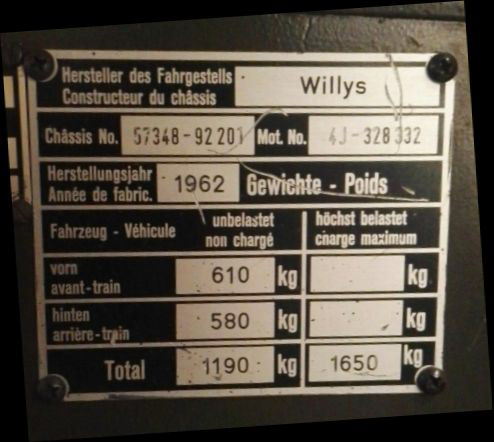 Hersteller des Fahrgestells
Constructeur du châssis
Willys
Châssis No. 57348-92201 Mot. No. 4J-328332
Herstellungsjahr
Année de fabric.
1962 Gewichte - Poids
Fahrzeug - Véhicule
unbelastet
non chargé
höchst belastet
charge maximum
vorn
avant-train
610 kg kg
hinten
arrière-train
580 kg kg
Total 1190 kg 1650 kg